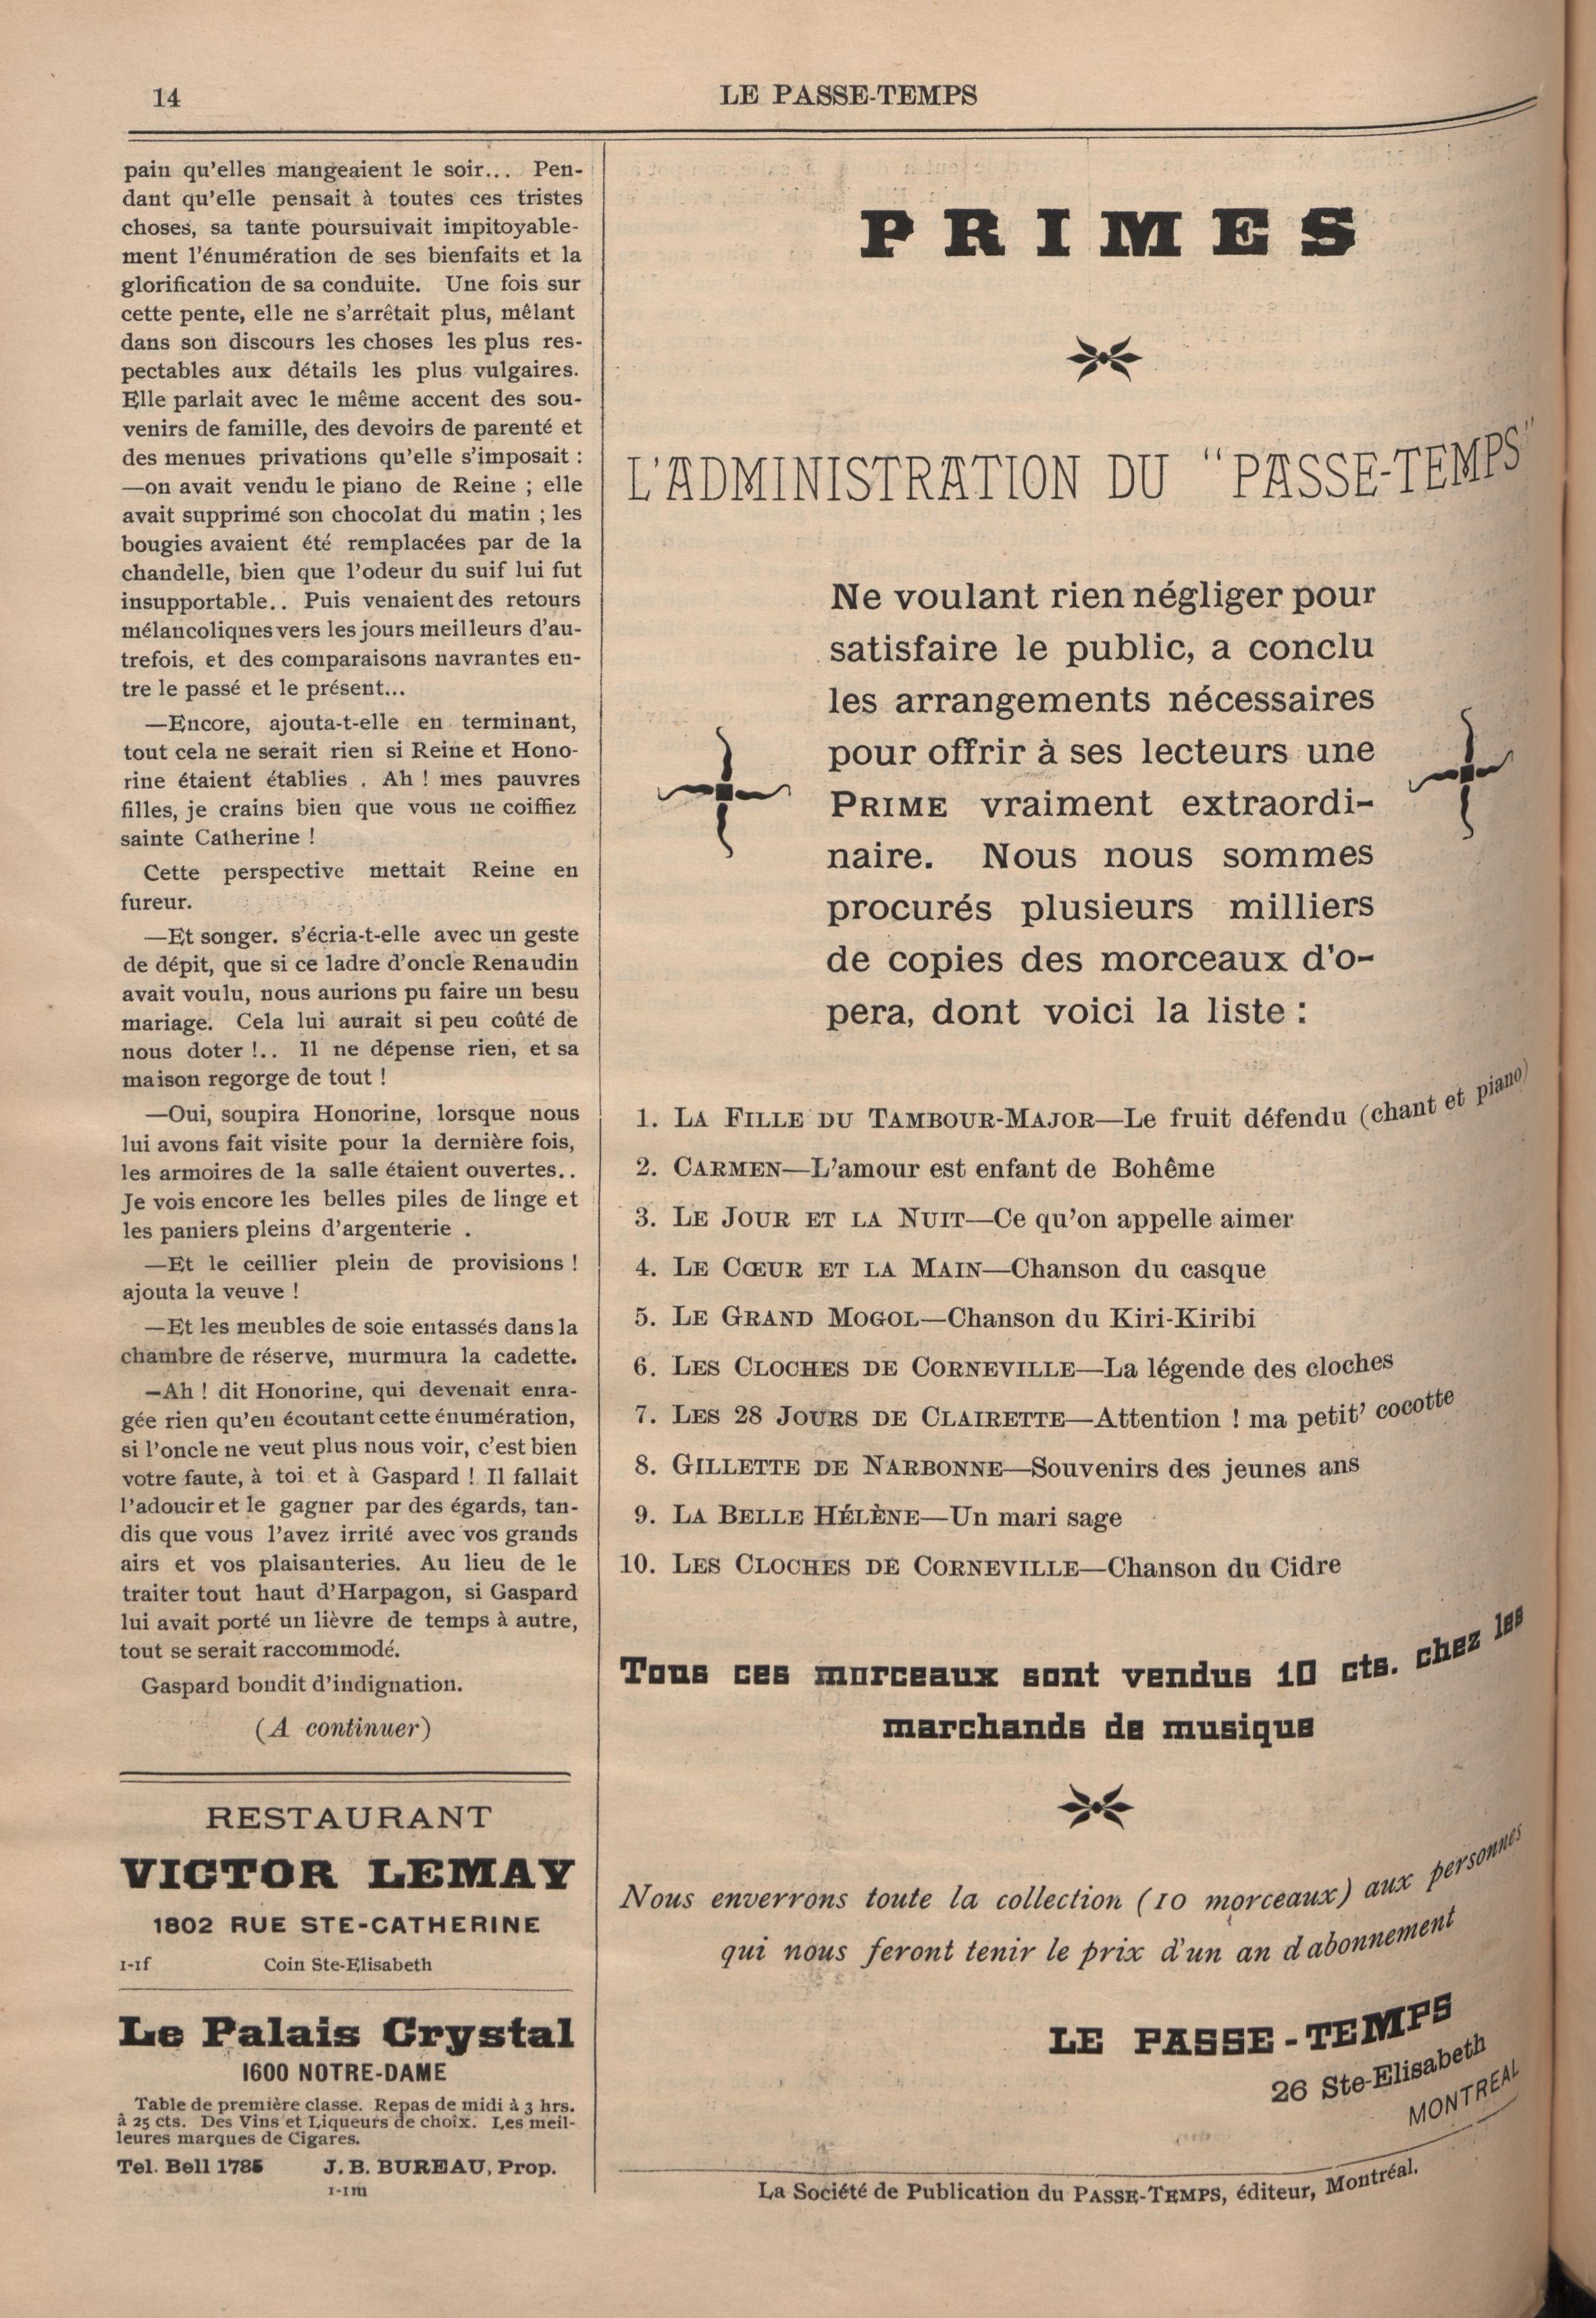 14
LE PASSE-TEMPS
pain qu'elles mangeaient le soir... Pen-
dant qu'elle pensait à toutes ces tristes
choses, sa tante poursuivait impitoyable-
ment l'énumération de ses bienfaits et la
glorification de sa conduite. Une fois sur
cette pente, elle ne s'arrêtait plus, mêlant
dans son discours les choses les plus res-
pectables aux détails les plus vulgaires.
Elle parlait avec le même accent des sou-
venirs de famille, des devoirs de parenté et
des menues privations qu'elle s'imposait :
—on avait vendu le piano de Reine ; elle
avait supprimé son chocolat du matin ; les
bougies avaient été remplacées par de la
chandelle, bien que l'odeur du suif lui fut
insupportable.. Puis venaient des retours
mélancoliques vers les jours meilleurs d'au-
trefois, et des comparaisons navrantes en-
tre le passé et le présent...
—Encore, ajouta-t-elle en terminant,
tout cela ne serait rien si Reine et Hono-
rine étaient établies . Ah ! mes pauvres
filles, je crains bien que vous ne coiffiez
sainte Catherine !
Cette perspective mettait Reine en
fureur.
—Et songer. s'écria-t-elle avec un geste
de dépit, que si ce ladre d'oncle Renaudin
avait voulu, nous aurions pu faire un besu
mariage. Cela lui aurait si peu coûté de
nous doter !.. Il ne dépense rien, et sa
maison regorge de tout !
—Oui, soupira Honorine, lorsque nous
lui avons fait visite pour la dernière fois,
les armoires de la salle étaient ouvertes..
Je vois encore les belles piles de linge et
les paniers pleins d'argenterie .
—Et le ceillier plein de provisions !
ajouta la veuve !
—Et les meubles de soie entassés dans la
chambre de réserve, murmura la cadette.
—Ah ! dit Honorine, qui devenait enra-
gée rien qu'en écoutant cette énumération,
si l'oncle ne veut plus nous voir, c'est bien
votre faute, à toi et à Gaspard ! Il fallait
l'adoucir et le gagner par des égards, tan-
dis que vous l'avez irrité avec vos grands
airs et vos plaisanteries. Au lieu de le
traiter tout haut d'Harpagon, si Gaspard
lui avait porté un lièvre de temps à autre,
tout se serait raccommodé.
Gaspard bondit d'indignation.
(A continuer)
RESTAURANT
VICTOR LEMAY
1802 RUE STE-CATHERINE
1-1f Coin Ste-Elisabeth
Le Palais Crystal
1600 NOTRE-DAME
Table de première classe. Repas de midi à 3 hrs.
à 25 cts. Des Vins et Liqueurs de choix. Les meil-
leures marques de Cigares.
Tel. Bell 1785 J. B. BUREAU, Prop.
1-1m
PRIMES
L'ADMINISTRATION DU "PASSE-TEMPS"
Ne voulant rien négliger pour
satisfaire le public, a conclu
les arrangements nécessaires
pour offrir à ses lecteurs une
PRIME vraiment extraordi-
naire. Nous nous sommes
procurés plusieurs milliers
de copies des morceaux d'o-
pera, dont voici la liste :
1. LA FILLE DU TAMBOUR-MAJOR—Le fruit défendu (chant et piano)
2. CARMEN—L'amour est enfant de Bohême
3. LE JOUR ET LA NUIT—Ce qu'on appelle aimer
4. LE CŒUR ET LA MAIN—Chanson du casque
5. LE GRAND MOGOL—Chanson du Kiri-Kiribi
6. LES CLOCHES DE CORNEVILLE—La légende des cloches
7. LES 28 JOURS DE CLAIRETTE—Attention ! ma petit' cocotte
8. GILLETTE DE NARBONNE—Souvenirs des jeunes ans
9. LA BELLE HÉLÈNE—Un mari sage
10. LES CLOCHES DE CORNEVILLE—Chanson du Cidre
Tous ces morceaux sont vendus 10 cts. chez les
marchands de musique
Nous enverrons toute la collection (10 morceaux) aux personnes
qui nous feront tenir le prix d'un an d abonnement
LE PASSE-TEMPS
26 Ste-Elisabeth
MONTREAL
La Société de Publication du PASSE-TEMPS, éditeur, Montréal.